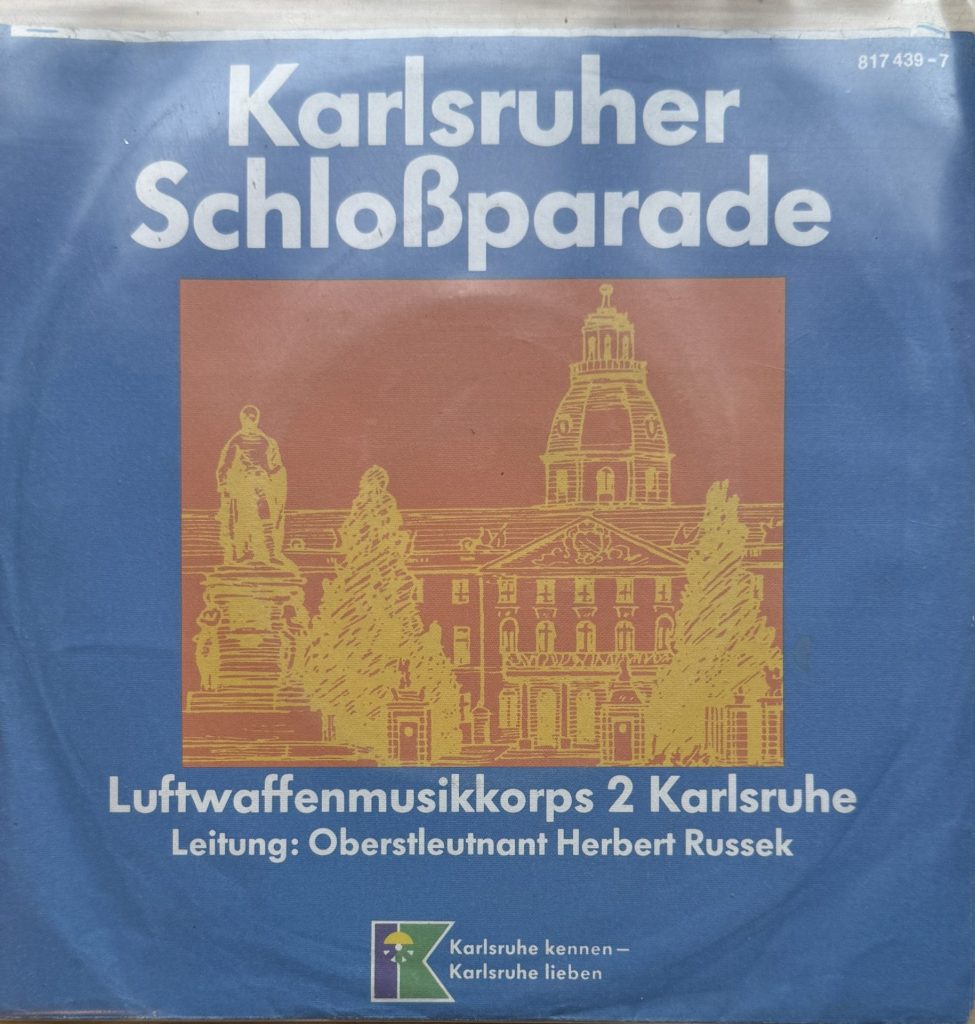 817 439-7
Karlsruher
Schloßparade
Luftwaffenmusikkorps 2 Karlsruhe
Leitung: Oberstleutnant Herbert Russek
Karlsruhe kennen –
Karlsruhe lieben